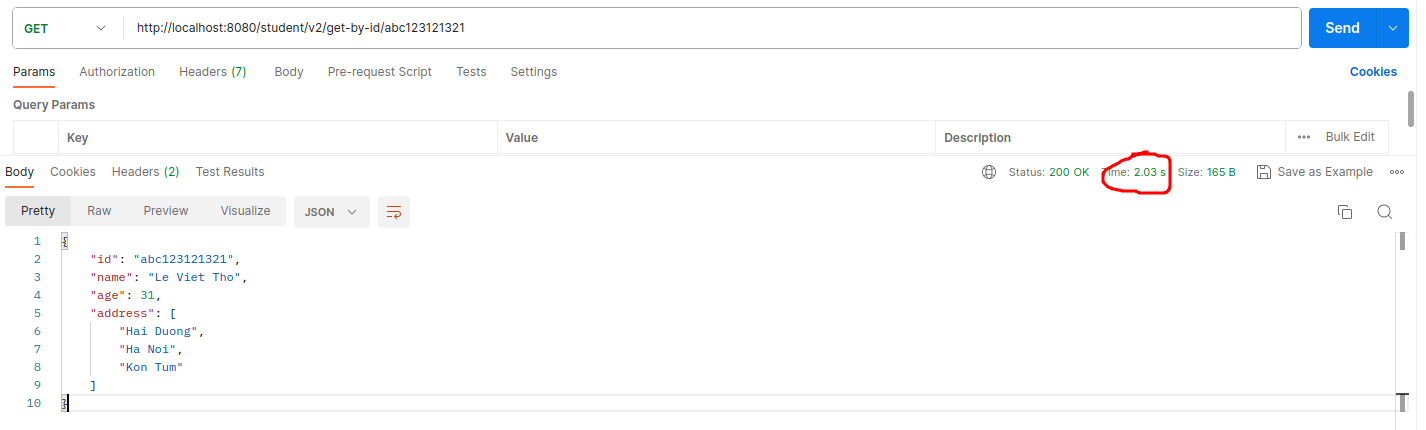 GET http://localhost:8080/student/v2/get-by-id/abc123121321 Send
Params Authorization Headers (7) Body Pre-request Script Tests Settings Cookies
Query Params
Key Value Description Bulk Edit
Body Cookies Headers (2) Test Results Status: 200 OK Time: 2.03 s Size: 165 B Save as Example
Pretty Raw Preview Visualize JSON
1 {
2 "id": "abc123121321",
3 "name": "Le Viet Tho",
4 "age": 31,
5 "address": [
6 "Hai Duong",
7 "Ha Noi",
8 "Kon Tum"
9 ]
10 }